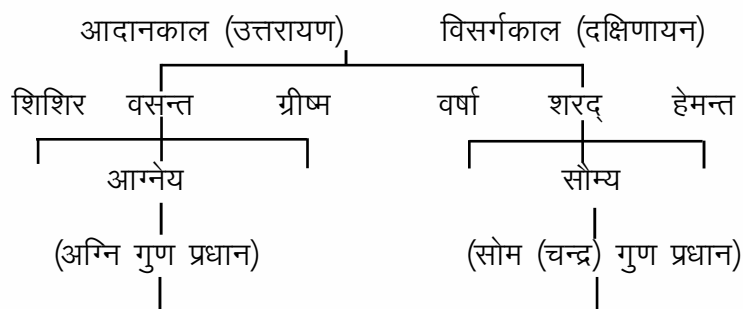 आदानकाल (उत्तरायण) विसर्गकाल (दक्षिणायन)
शिशिर वसन्त ग्रीष्म वर्षा शरद् हेमन्त
आग्नेय सौम्य
(अग्नि गुण प्रधान) (सोम (चन्द्र) गुण प्रधान)